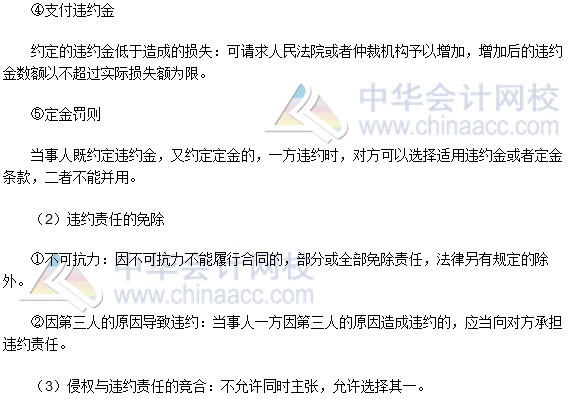 ④支付违约金
约定的违约金低于造成的损失：可请求人民法院或者仲裁机构予以增加，增加后的违约
金数额以不超过实际损失额为限。
⑤定金罚则
中华会计网校
www.chinaacc.com
当事人既约定违约金，又约定定金的，一方违约时，对方可以选择适用违约金或者定金
条款，二者不能并用。
（2）违约责任的免除
①不可抗力：因不可抗力不能履行合同的，部分或全部免除责任，法律另有规定的除
外。
中华会计网校
www.chinaacc.com
②因第三人的原因导致违约：当事人一方因第三人的原因造成违约的，应当向对方承担
违约责任。
（3）侵权与违约责任的竞合：不允许同时主张，允许选择其一。